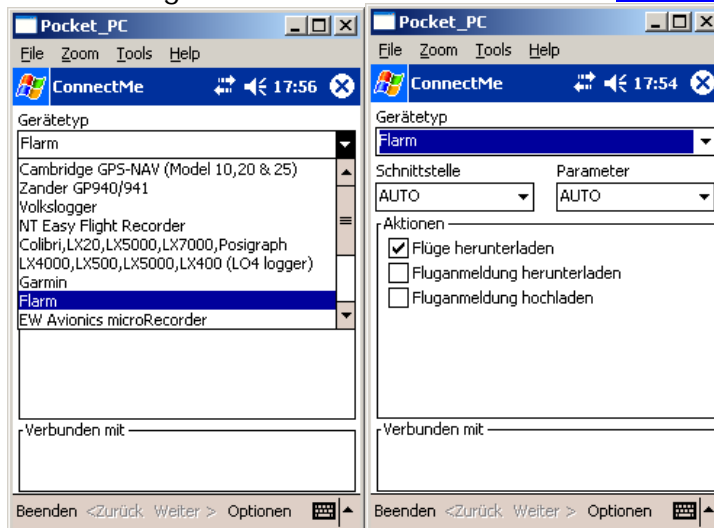 Pocket_PC
File Zoom Tools Help
ConnectMe 17:56
Gerätetyp
Flarm
Cambridge GPS-NAV (Model 10,20 & 25)
Zander GP940/941
Volkslogger
NT Easy Flight Recorder
Colibri,LX20,LX5000,LX7000,Posigraph
LX4000,LX500,LX5000,LX400 (LO4 logger)
Garmin
Flarm
EW Avionics microRecorder
Verbunden mit
Beenden <Zurück Weiter > Optionen
Pocket_PC
File Zoom Tools Help
ConnectMe 17:54
Gerätetyp
Flarm
Schnittstelle Parameter
AUTO AUTO
Aktionen
Flüge herunterladen
Fluganmeldung herunterladen
Fluganmeldung hochladen
Verbunden mit
Beenden <Zurück Weiter > Optionen